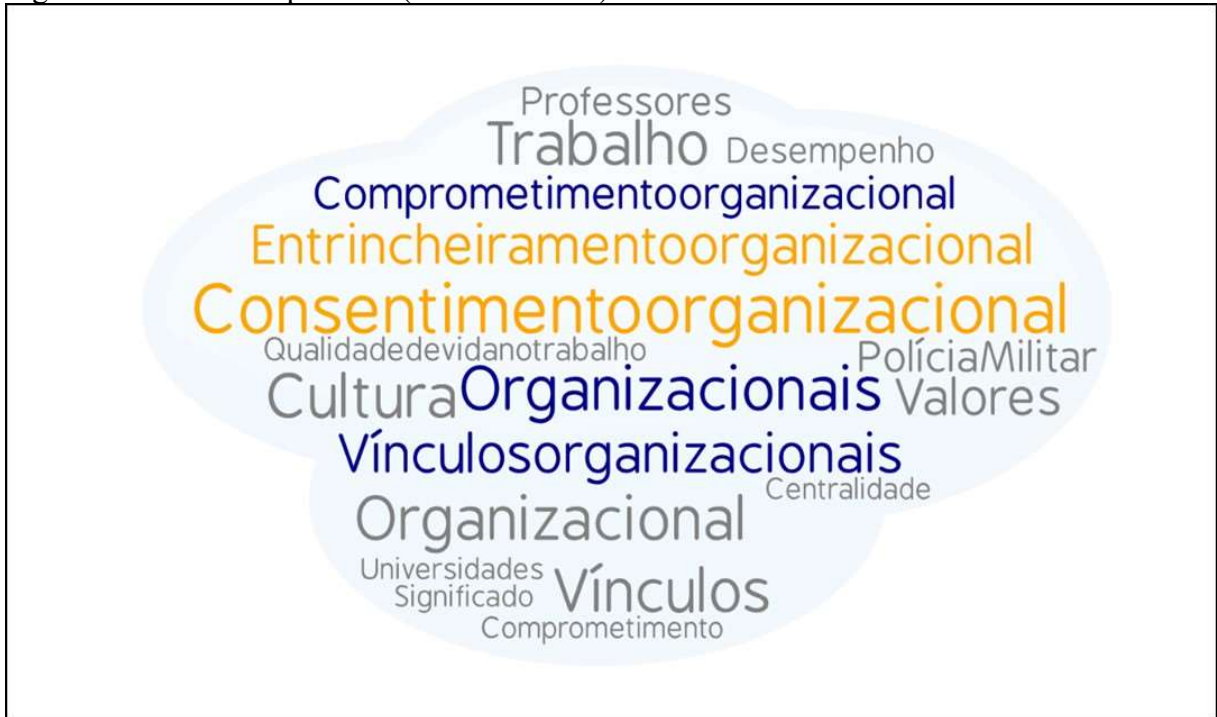 Professores
Trabalho Desempenho
Comprometimentoorganizacional
Entrincheiramentoorganizacional
Consentimentoorganizacional
Qualidadedevidanotrabalho PolíciaMilitar
Cultura Organizacionais Valores
Vínculosorganizacionais
Centralidade
Organizacional
Universidades
Significado Vínculos
Comprometimento